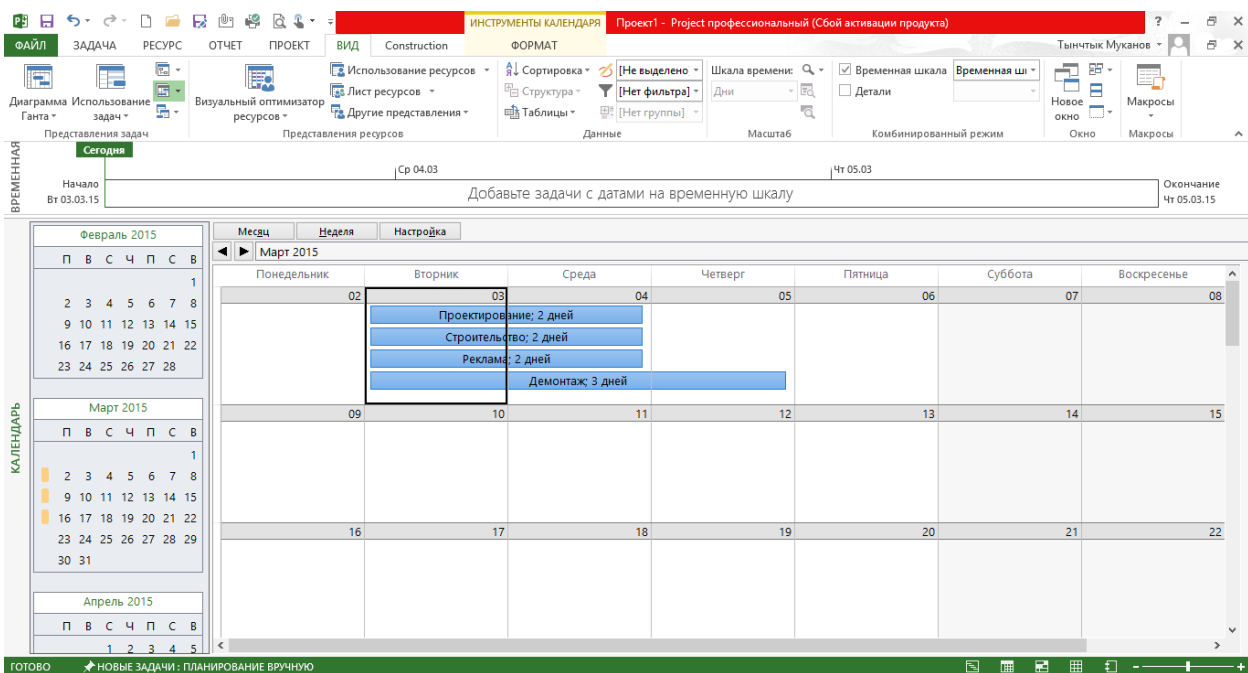 ИНСТРУМЕНТЫ КАЛЕНДАРЯ Проект1 - Project профессиональный (Сбой активации продукта)
ФАЙЛ ЗАДАЧА РЕСУРС ОТЧЕТ ПРОЕКТ ВИД Construction ФОРМАТ Тынчтык Муканов
Диаграмма Ганта
Использование задач
Представления задач
Визуальный оптимизатор ресурсов
Использование ресурсов
Лист ресурсов
Другие представления
Представления ресурсов
Сортировка
Структура
Таблицы
[Не выделено
[Нет фильтра]
[Нет группы]
Данные
Шкала времени:
Дни
Масштаб
Временная шкала Временная ши
Детали
Комбинированный режим
Новое окно
Окно
Макросы
Макросы
ВРЕМЕННАЯ
Сегодня
Ср 04.03 Чт 05.03
Начало
Вт 03.03.15
Добавьте задачи с датами на временную шкалу
Окончание
Чт 05.03.15
КАЛЕНДАРЬ
Февраль 2015
П В С Ч П С В
1
2 3 4 5 6 7 8
9 10 11 12 13 14 15
16 17 18 19 20 21 22
23 24 25 26 27 28
Март 2015
П В С Ч П С В
1
2 3 4 5 6 7 8
9 10 11 12 13 14 15
16 17 18 19 20 21 22
23 24 25 26 27 28 29
30 31
Апрель 2015
П В С Ч П С В
1 2 3 4 5
Месяц Неделя Настройка
Март 2015
Понедельник Вторник Среда Четверг Пятница Суббота Воскресенье
02 03 04 05 06 07 08
Проектирование; 2 дней
Строительство; 2 дней
Реклама; 2 дней
Демонтаж; 3 дней
09 10 11 12 13 14 15
16 17 18 19 20 21 22
ГОТОВО НОВЫЕ ЗАДАЧИ : ПЛАНИРОВАНИЕ ВРУЧНУЮ